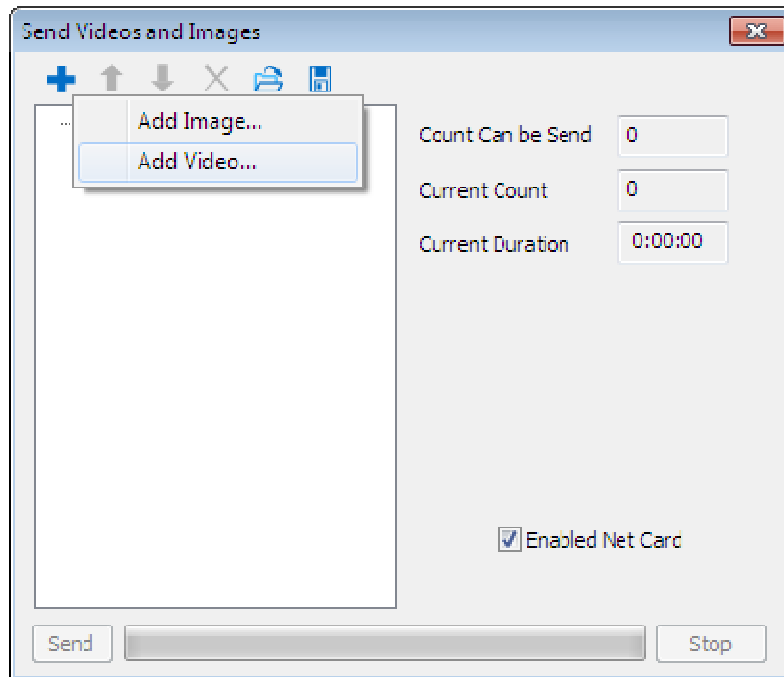 Send Videos and Images
Add Image...
Add Video...
Count Can be Send 0
Current Count 0
Current Duration 0:00:00
Enabled Net Card
Send Stop